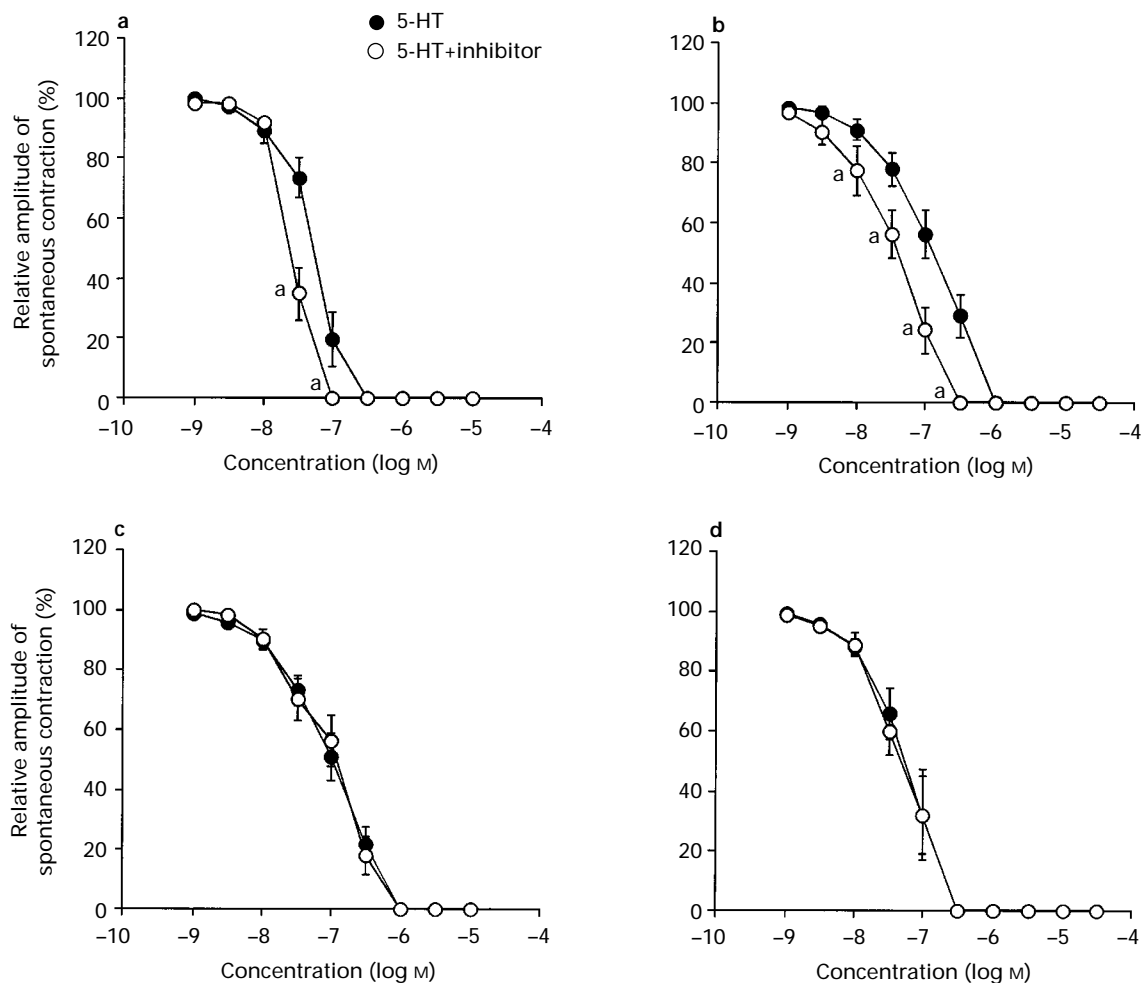 a
5-HT
5-HT+inhibitor
120
100
80
60
40
20
0
a
a
–10
–9
–8
–7
–6
–5
–4
Relative amplitude of
spontaneous contraction (%)
Concentration (log M)
b
120
100
80
60
40
20
0
a
a
a
a
–10
–9
–8
–7
–6
–5
–4
Concentration (log M)
c
120
100
80
60
40
20
0
–10
–9
–8
–7
–6
–5
–4
Relative amplitude of
spontaneous contraction (%)
Concentration (log M)
d
120
100
80
60
40
20
0
–10
–9
–8
–7
–6
–5
–4
Concentration (log M)